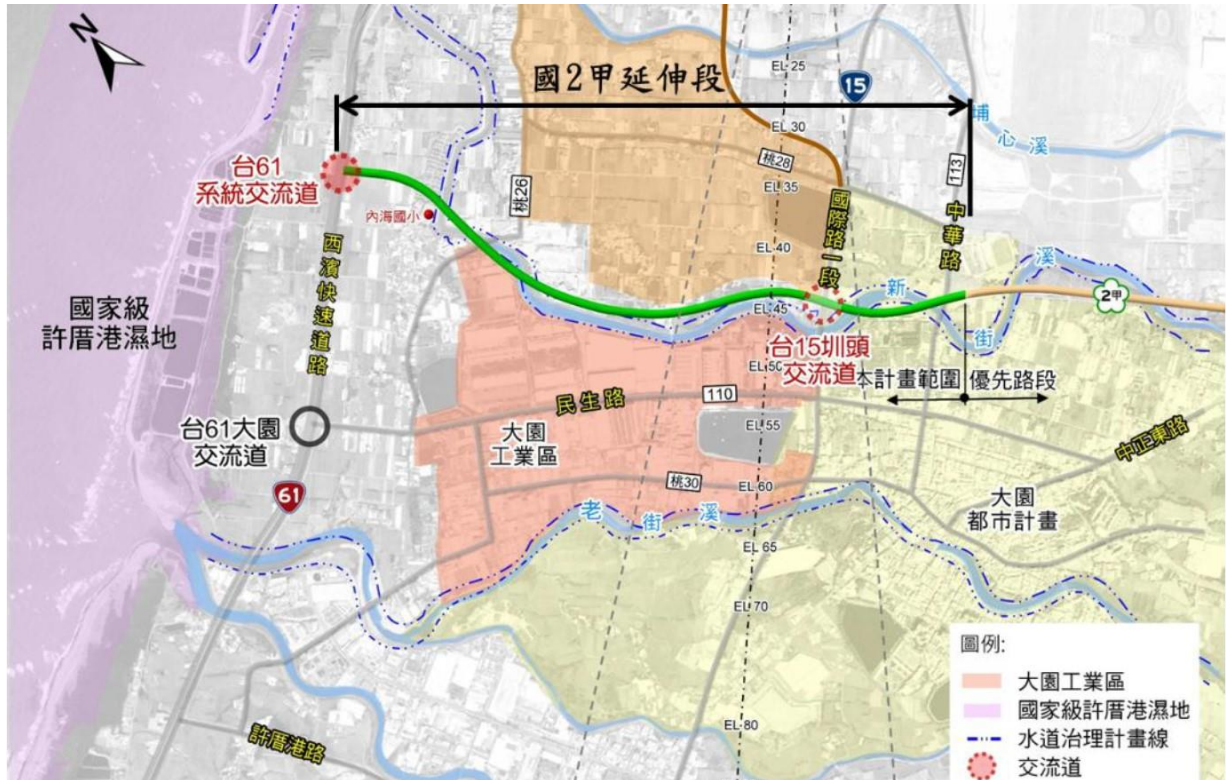 N
國2甲延伸段
EL 25
15
埔心溪
EL 30
桃28
113
台61
系統交流道
桃26
EL 35
國際路一段
中華路
內海國小
西濱快速道路
EL 40
新街溪
2甲
國家級
許厝港濕地
EL 45
台15圳頭
交流道
EL 50
本計畫範圍
優先路段
民生路
110
台61大園
交流道
大園
工業區
EL 55
中正東路
61
桃30
EL 60
大園
都市計畫
老街溪
EL 65
EL 70
許厝港路
EL 80
圖例:
大園工業區
國家級許厝港濕地
水道治理計畫線
交流道